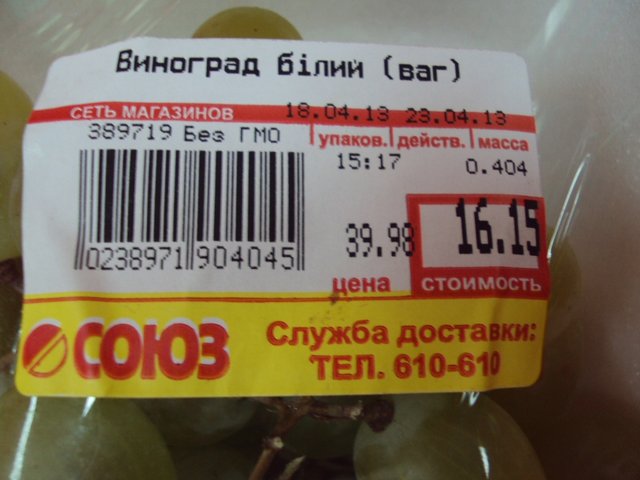 Виноград білий (ваг)
СЕТЬ МАГАЗИНОВ 18.04.13 23.04.13
389719 Без ГМО упаков. действ. масса
15:17 0.404
0238971 904045
39.98 16.15
цена СТОИМОСТЬ
СОЮЗ
Служба доставки:
ТЕЛ. 610-610